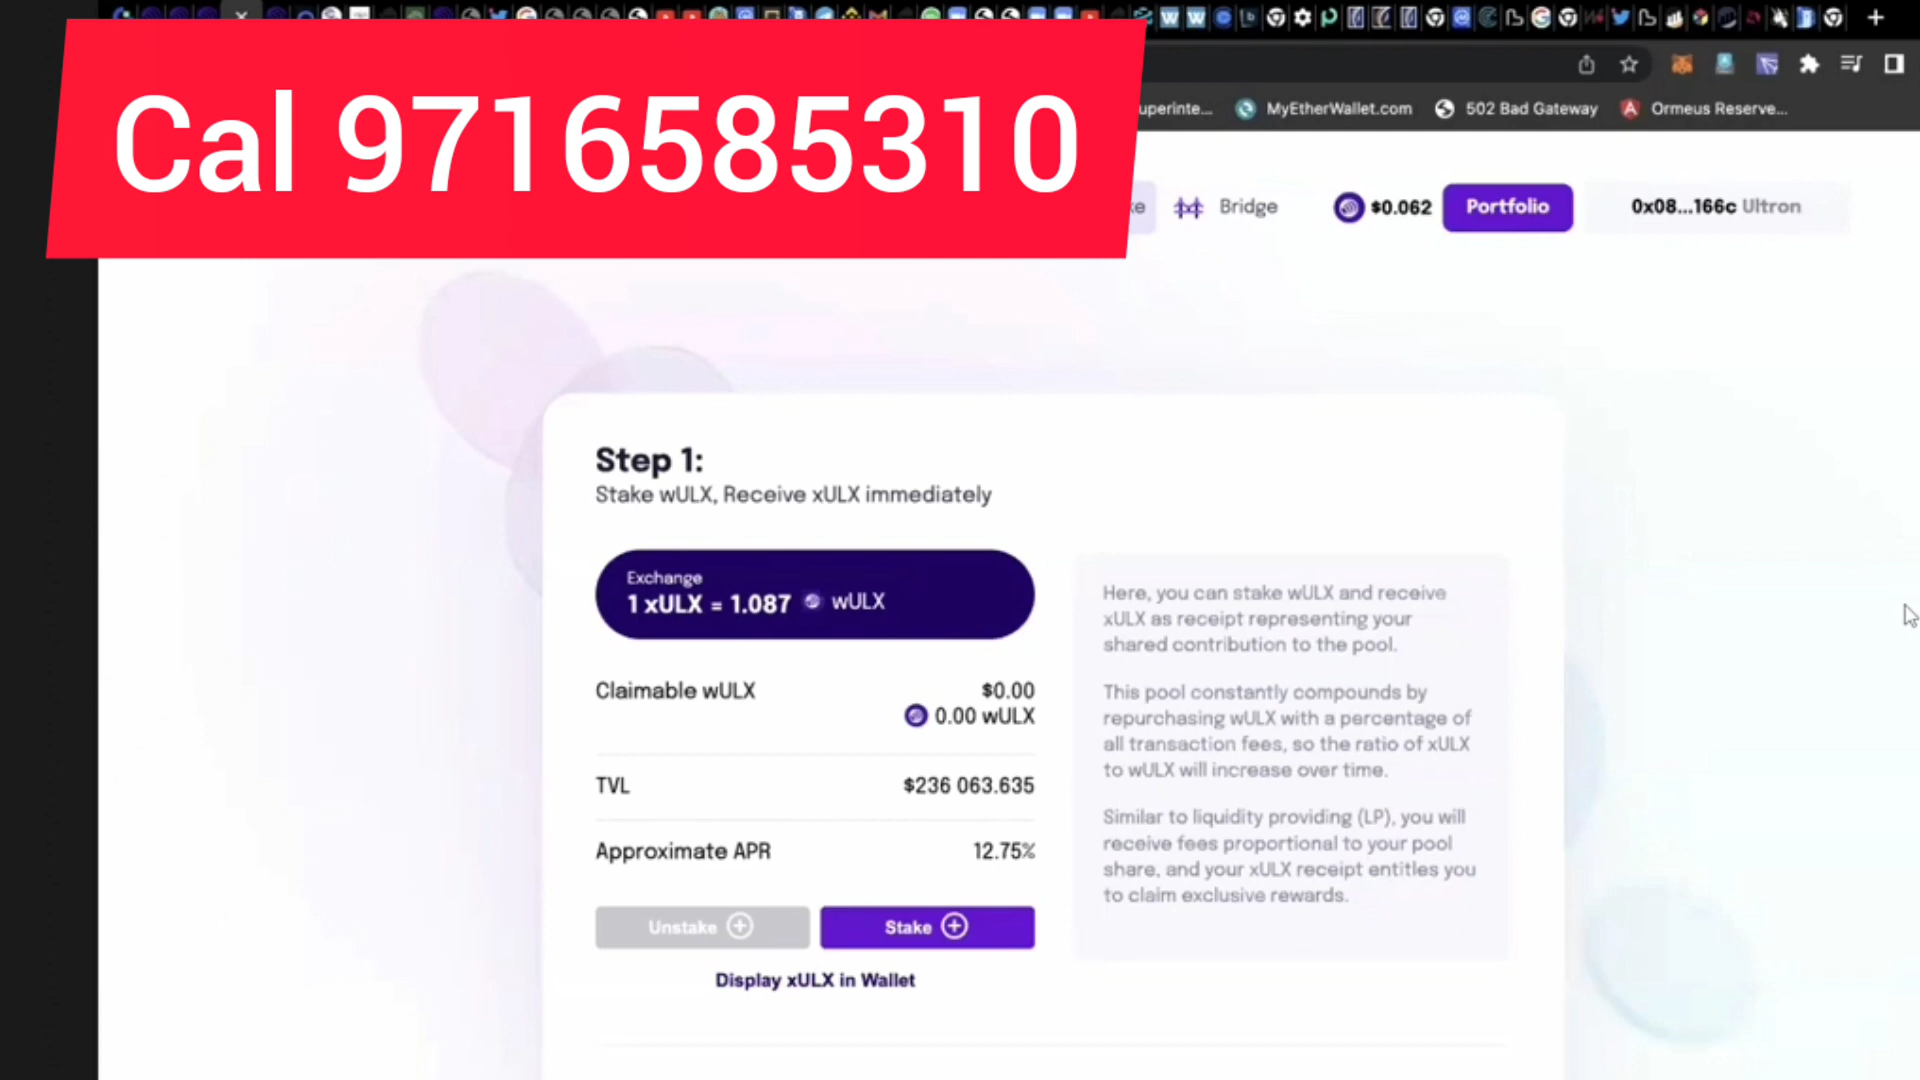 Cal 9716585310
MyEtherWallet.com
502 Bad Gateway
Ormeus Reserve...
Bridge
$0.062
Portfolio
0x08...166c Ultron
Step 1:
Stake wULX, Receive xULX immediately
Exchange
1 xULX = 1.087 wULX
Claimable wULX
$0.00
0.00 wULX
TVL
$236 063.635
Approximate APR
12.75%
Unstake
Stake
Display xULX in Wallet
Here, you can stake wULX and receive
xULX as receipt representing your
shared contribution to the pool.
This pool constantly compounds by
repurchasing wULX with a percentage of
all transaction fees, so the ratio of xULX
to wULX will increase over time.
Similar to liquidity providing (LP), you will
receive fees proportional to your pool
share, and your xULX receipt entitles you
to claim exclusive rewards.